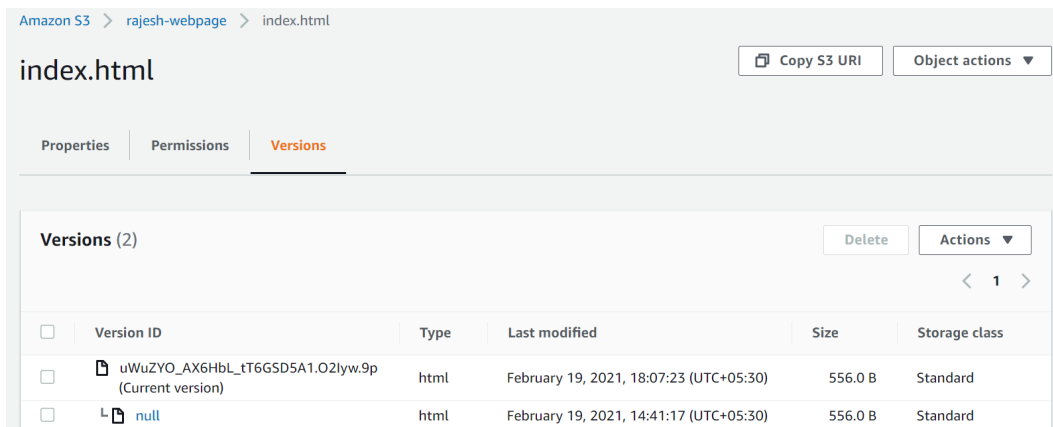 Amazon S3 > rajesh-webpage > index.html
index.html
Copy S3 URI
Object actions ▼
Properties
Permissions
Versions
Versions (2)
Delete
Actions ▼
< 1 >
Version ID Type Last modified Size Storage class
uWuZYO_AX6HbL_tT6GSD5A1.O2Iyw.9p
(Current version)
html February 19, 2021, 18:07:23 (UTC+05:30) 556.0 B Standard
null html February 19, 2021, 14:41:17 (UTC+05:30) 556.0 B Standard